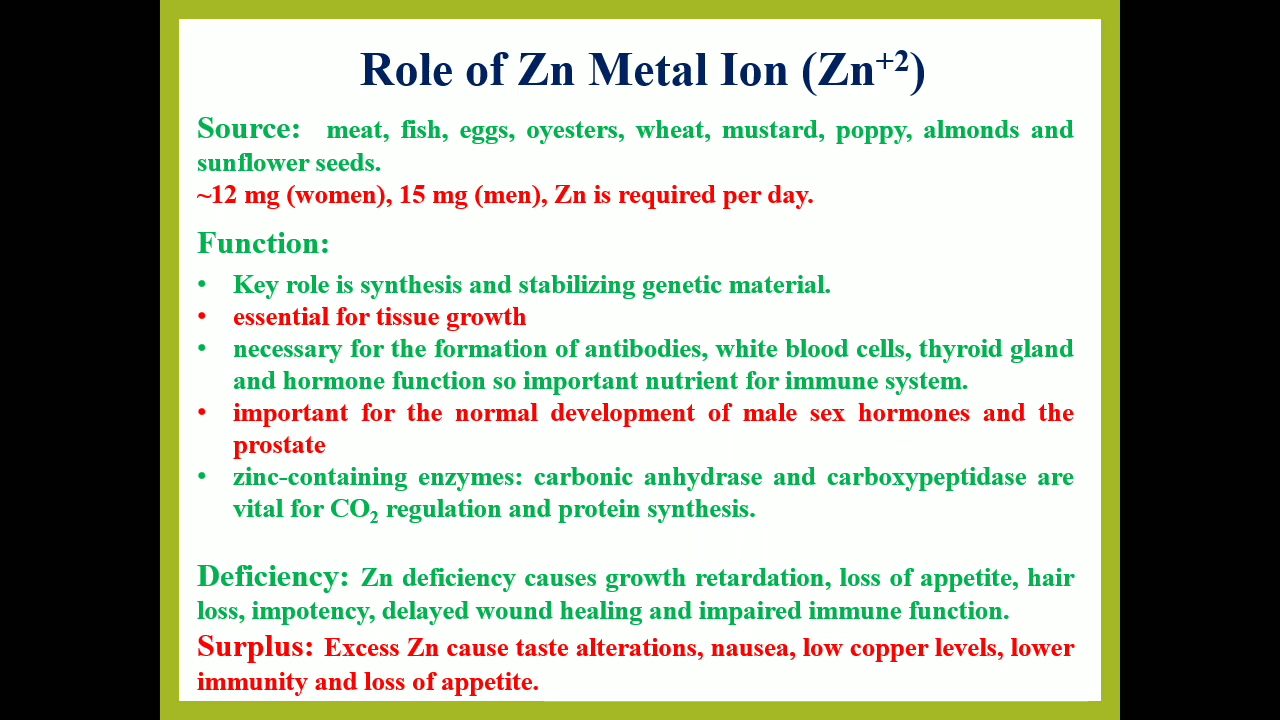 Role of Zn Metal Ion (Zn⁺²)
Source: meat, fish, eggs, oyesters, wheat, mustard, poppy, almonds and
sunflower seeds.
~12 mg (women), 15 mg (men), Zn is required per day.
Function:
• Key role is synthesis and stabilizing genetic material.
• essential for tissue growth
• necessary for the formation of antibodies, white blood cells, thyroid gland
and hormone function so important nutrient for immune system.
• important for the normal development of male sex hormones and the
prostate
• zinc-containing enzymes: carbonic anhydrase and carboxypeptidase are
vital for CO₂ regulation and protein synthesis.
Deficiency: Zn deficiency causes growth retardation, loss of appetite, hair
loss, impotency, delayed wound healing and impaired immune function.
Surplus: Excess Zn cause taste alterations, nausea, low copper levels, lower
immunity and loss of appetite.